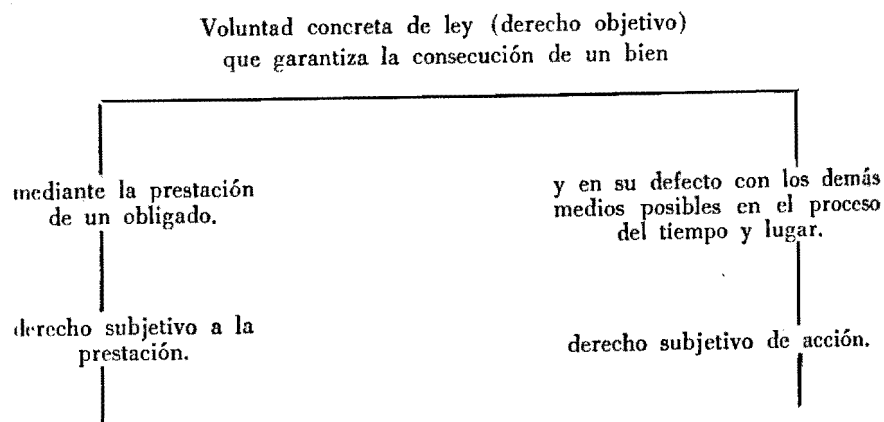 Voluntad concreta de ley (derecho objetivo)
que garantiza la consecución de un bien
mediante la prestación
de un obligado.
y en su defecto con los demás
medios posibles en el proceso
del tiempo y lugar.
derecho subjetivo a la
prestación.
derecho subjetivo de acción.